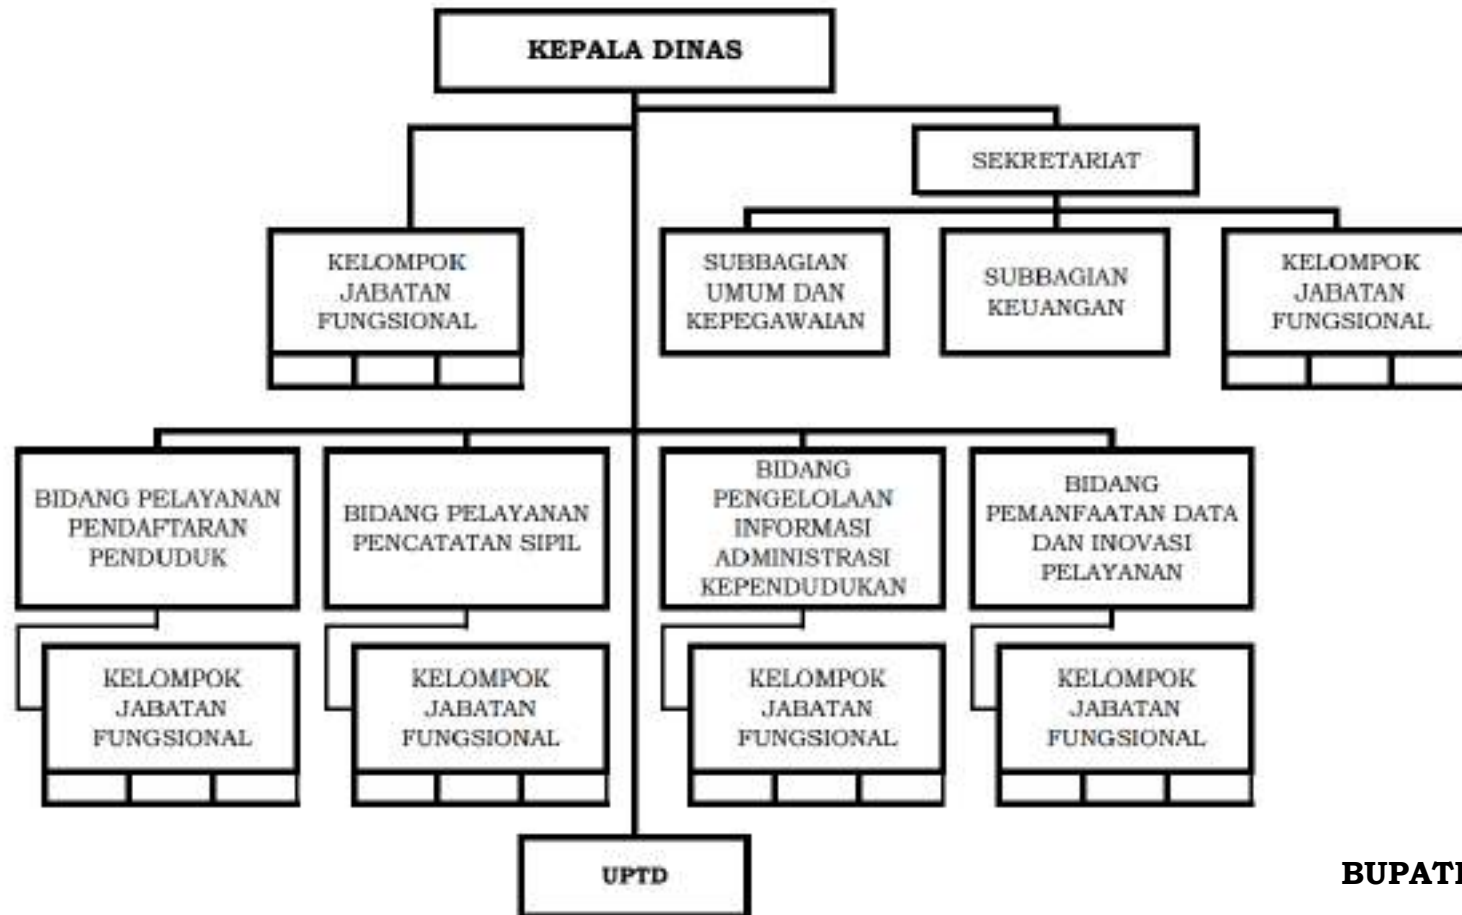 KEPALA DINAS
SEKRETARIAT
KELOMPOK
JABATAN
FUNGSIONAL
SUBBAGIAN
UMUM DAN
KEPEGAWAIAN
SUBBAGIAN
KEUANGAN
KELOMPOK
JABATAN
FUNGSIONAL
BIDANG PELAYANAN
PENDAFTARAN
PENDUDUK
BIDANG PELAYANAN
PENCATATAN SIPIL
BIDANG
PENGELOLAAN
INFORMASI
ADMINISTRASI
KEPENDUDUKAN
BIDANG
PEMANFAATAN DATA
DAN INOVASI
PELAYANAN
KELOMPOK
JABATAN
FUNGSIONAL
KELOMPOK
JABATAN
FUNGSIONAL
KELOMPOK
JABATAN
FUNGSIONAL
KELOMPOK
JABATAN
FUNGSIONAL
UPTD
BUPATI